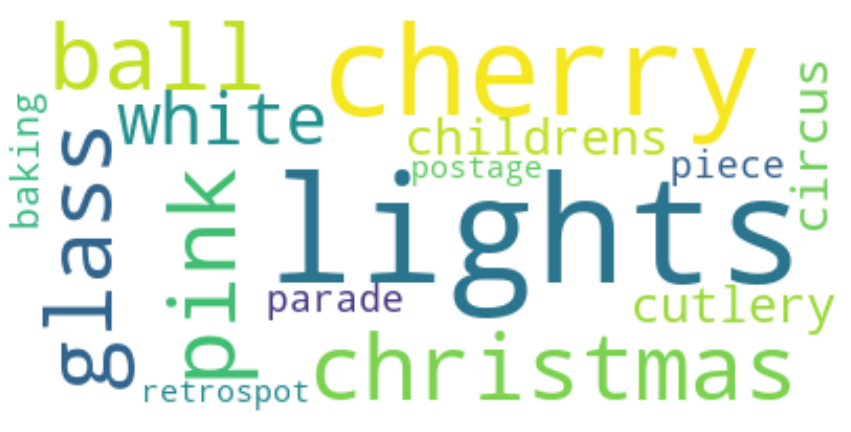 ball
cherry
white
childrens
circus
baking
glass
postage
piece
pink
lights
parade
cutlery
christmas
retrospot